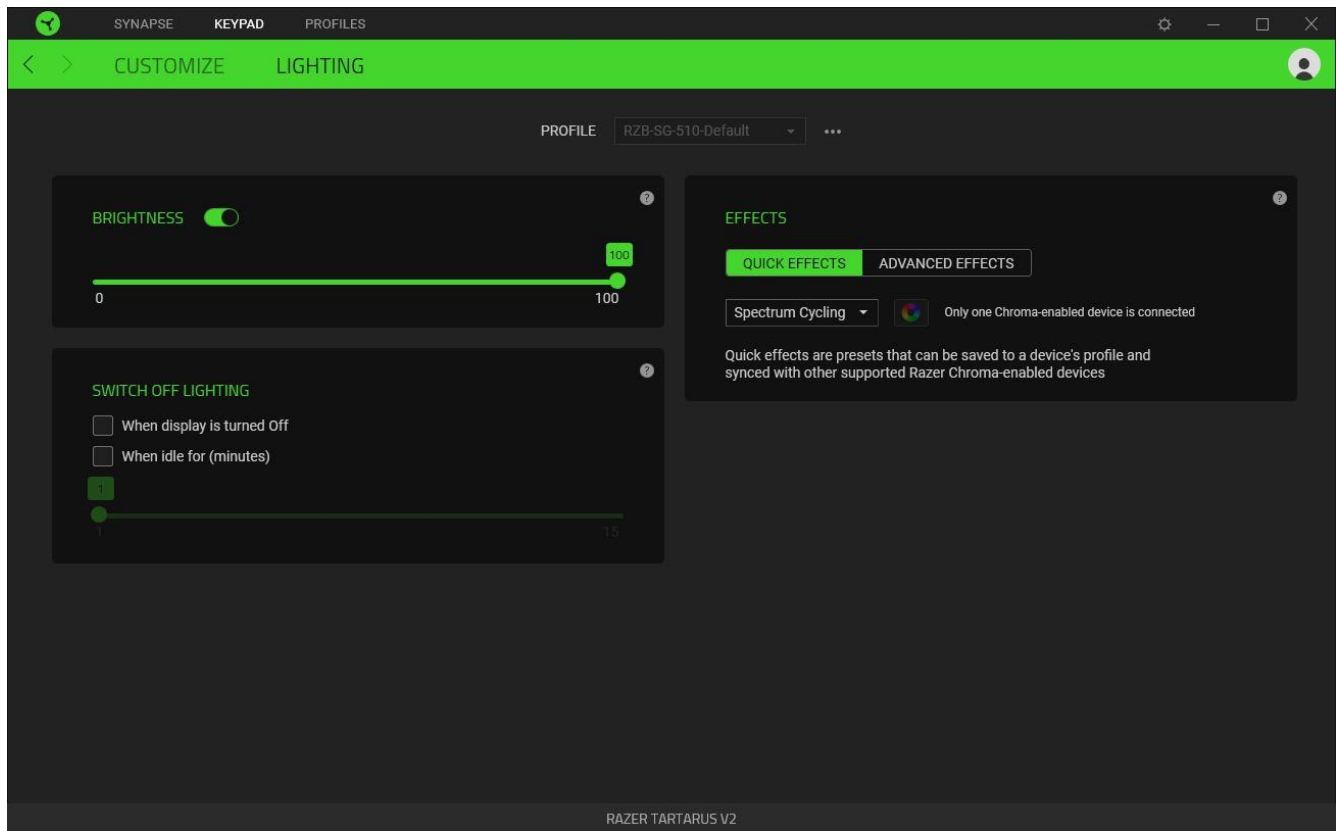 SYNAPSE KEYPAD PROFILES
CUSTOMIZE LIGHTING
PROFILE RZB-SG-510-Default
BRIGHTNESS
100
0 100
SWITCH OFF LIGHTING
When display is turned Off
When idle for (minutes)
1
1 15
EFFECTS
QUICK EFFECTS ADVANCED EFFECTS
Spectrum Cycling Only one Chroma-enabled device is connected
Quick effects are presets that can be saved to a device's profile and
synced with other supported Razer Chroma-enabled devices
RAZER TARTARUS V2